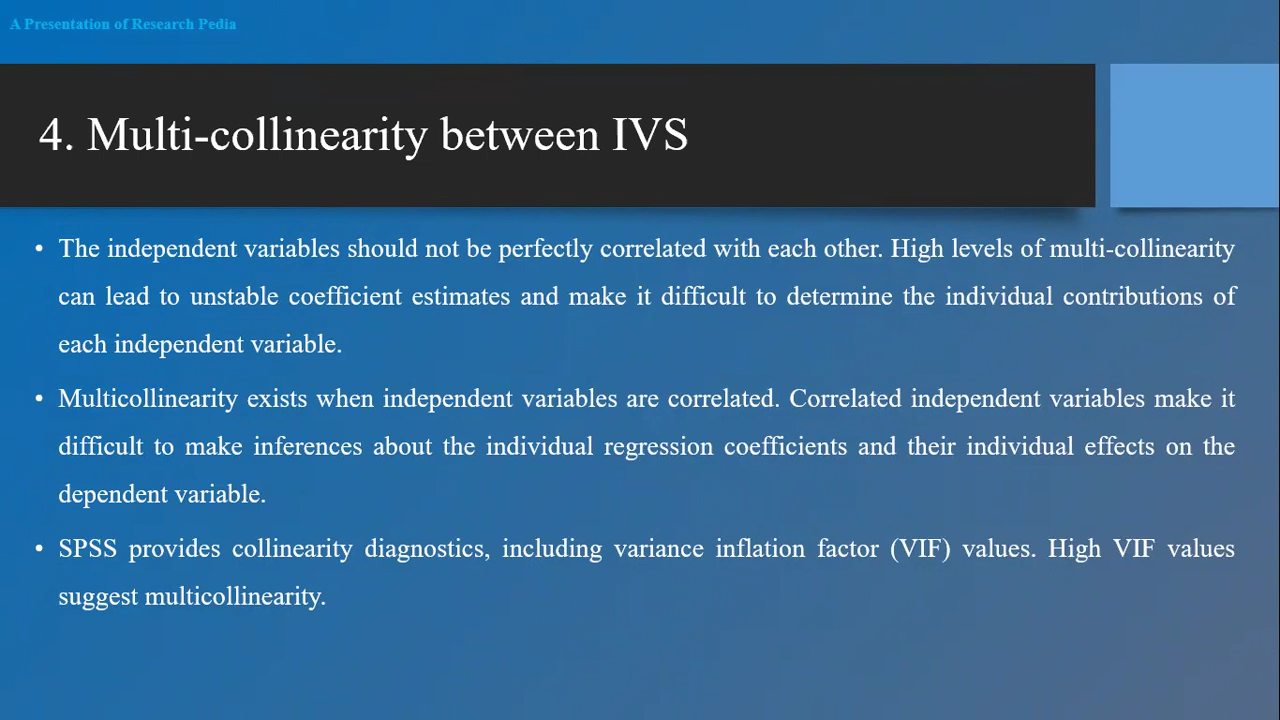 A Presentation of Research Pedia
4. Multi-collinearity between IVS
• The independent variables should not be perfectly correlated with each other. High levels of multi-collinearity
can lead to unstable coefficient estimates and make it difficult to determine the individual contributions of
each independent variable.
• Multicollinearity exists when independent variables are correlated. Correlated independent variables make it
difficult to make inferences about the individual regression coefficients and their individual effects on the
dependent variable.
• SPSS provides collinearity diagnostics, including variance inflation factor (VIF) values. High VIF values
suggest multicollinearity.